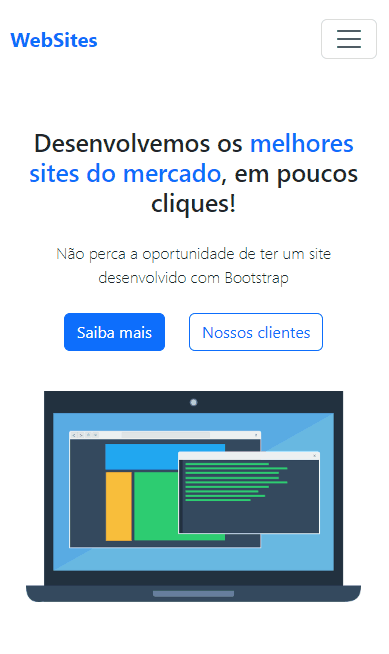 WebSites
Desenvolvemos os melhores
sites do mercado, em poucos
cliques!
Não perca a oportunidade de ter um site
desenvolvido com Bootstrap
Saiba mais
Nossos clientes